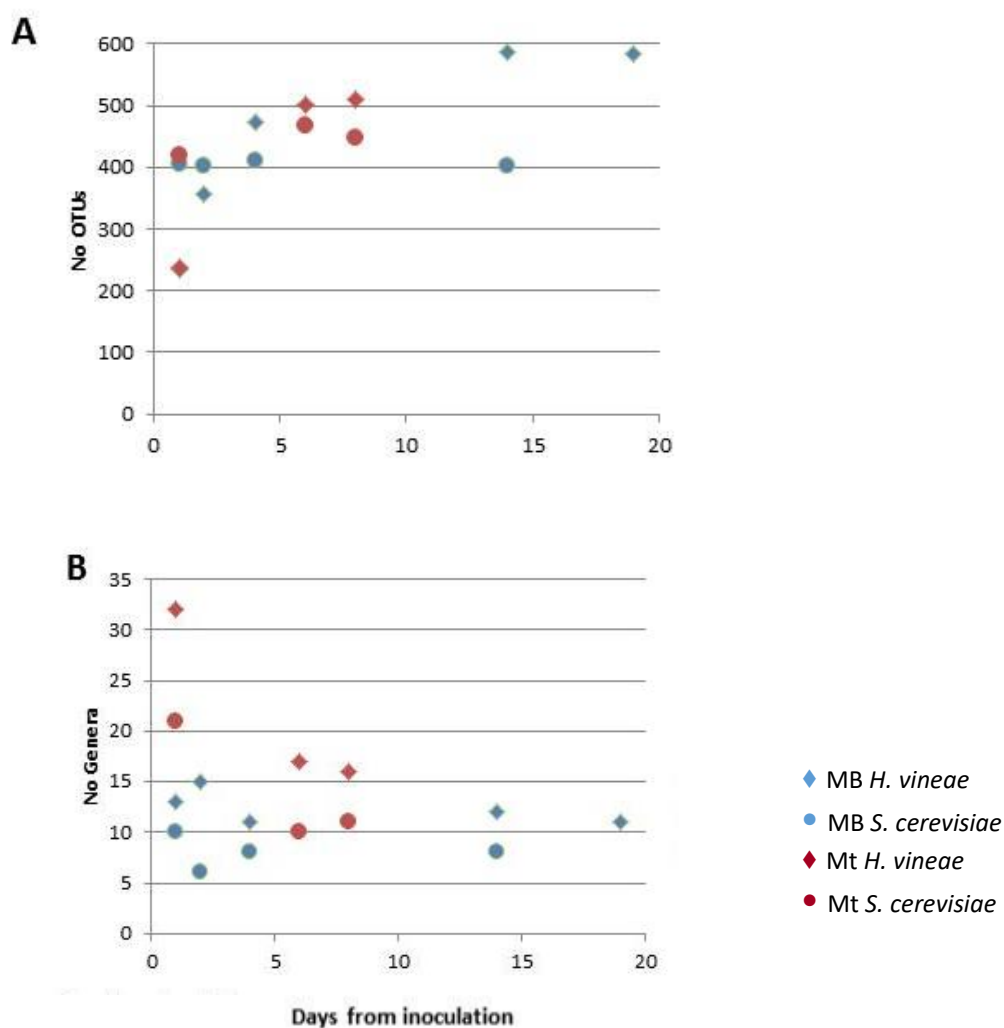 A
600
500
400
300
200
100
0
No OTUs
0 5 10 15 20
B
35
30
25
20
15
10
5
0
No Genera
0 5 10 15 20
Days from inoculation
MB H. vineae
MB S. cerevisiae
Mt H. vineae
Mt S. cerevisiae